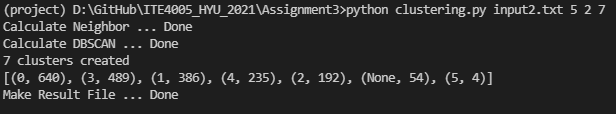 (project) D:\GitHub\ITE4005_HYU_2021\Assignment3>python clustering.py input2.txt 5 2 7
Calculate Neighbor ... Done
Calculate DBSCAN ... Done
7 clusters created
[(0, 640), (3, 489), (1, 386), (4, 235), (2, 192), (None, 54), (5, 4)]
Make Result File ... Done